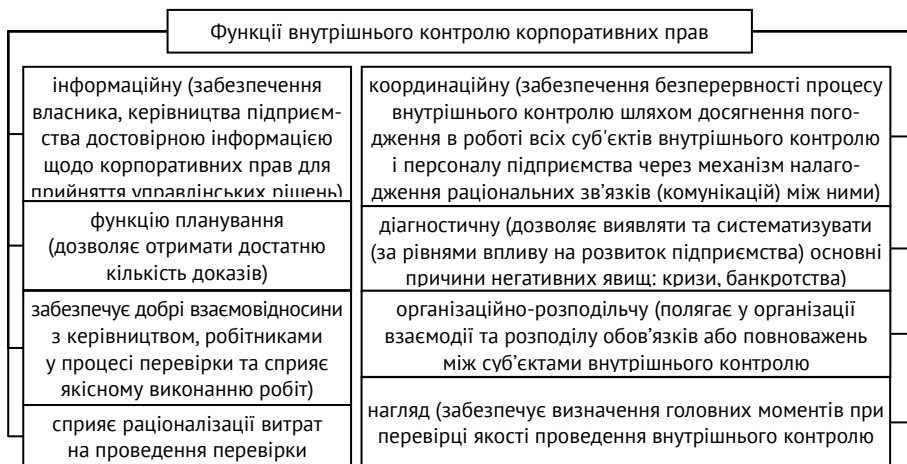 Функції внутрішнього контролю корпоративних прав
інформаційну (забезпечення
власника, керівництва підприєм-
ства достовірною інформацією
щодо корпоративних прав для
прийняття управлінських рішень)
функцію планування
(дозволяє отримати достатню
кількість доказів)
забезпечує добрі взаємовідносини
з керівництвом, робітниками
у процесі перевірки та сприяє
якісному виконанню робіт)
сприяє раціоналізації витрат
на проведення перевірки
координаційну (забезпечення безперервності процесу
внутрішнього контролю шляхом досягнення пого-
дження в роботі всіх суб'єктів внутрішнього контролю
і персоналу підприємства через механізм налаго-
дження раціональних зв’язків (комунікацій) між ними)
діагностичну (дозволяє виявляти та систематизувати
(за рівнями впливу на розвиток підприємства) основні
причини негативних явищ: кризи, банкротства)
організаційно-розподільчу (полягає у організації
взаємодії та розподілу обов’язків або повноважень
між суб’єктами внутрішнього контролю
нагляд (забезпечує визначення головних моментів при
перевірці якості проведення внутрішнього контролю